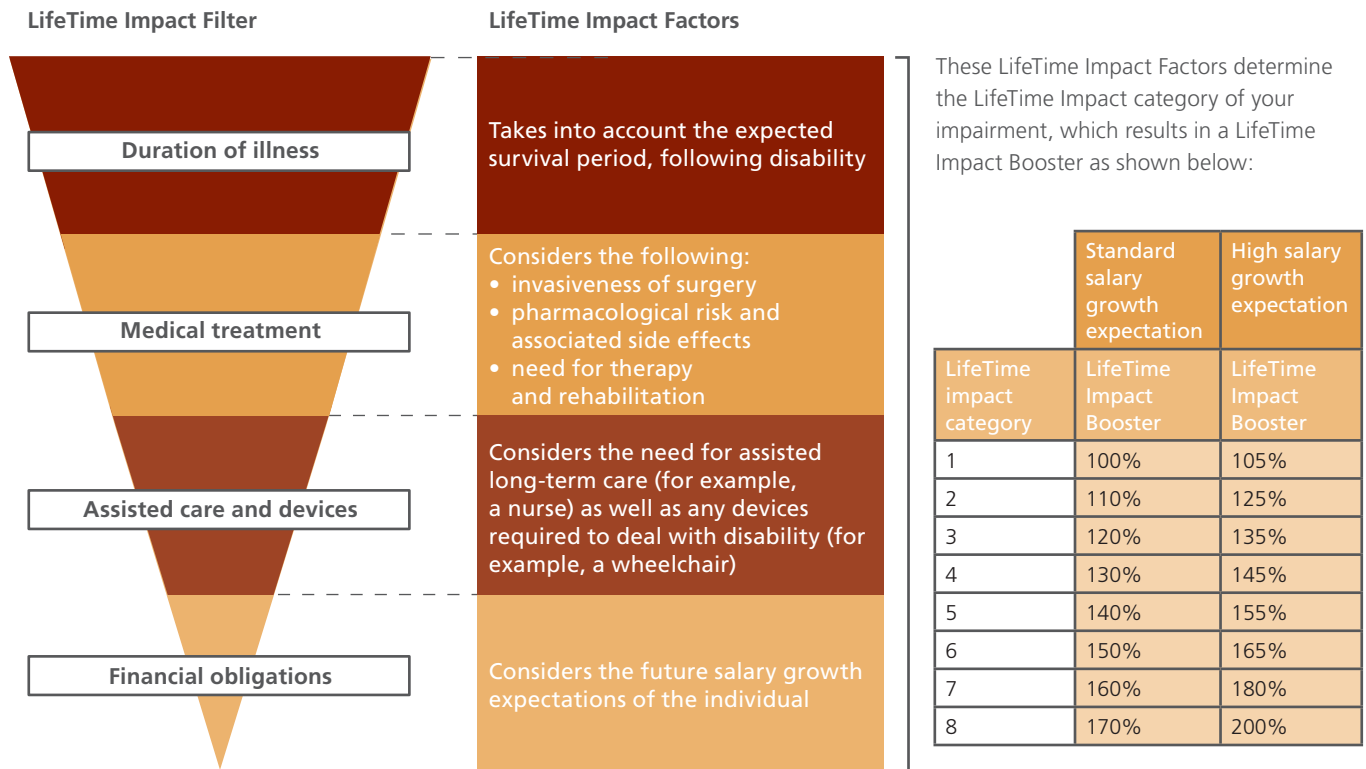 LifeTime Impact Filter
Duration of illness
Medical treatment
Assisted care and devices
Financial obligations
LifeTime Impact Factors
Takes into account the expected
survival period, following disability
Considers the following:
• invasiveness of surgery
• pharmacological risk and
associated side effects
• need for therapy
and rehabilitation
Considers the need for assisted
long-term care (for example,
a nurse) as well as any devices
required to deal with disability (for
example, a wheelchair)
Considers the future salary growth
expectations of the individual
These LifeTime Impact Factors determine
the LifeTime Impact category of your
impairment, which results in a LifeTime
Impact Booster as shown below:
Standard
salary
growth
expectation
High salary
growth
expectation
LifeTime
impact
category
LifeTime
Impact
Booster
LifeTime
Impact
Booster
1 100% 105%
2 110% 125%
3 120% 135%
4 130% 145%
5 140% 155%
6 150% 165%
7 160% 180%
8 170% 200%